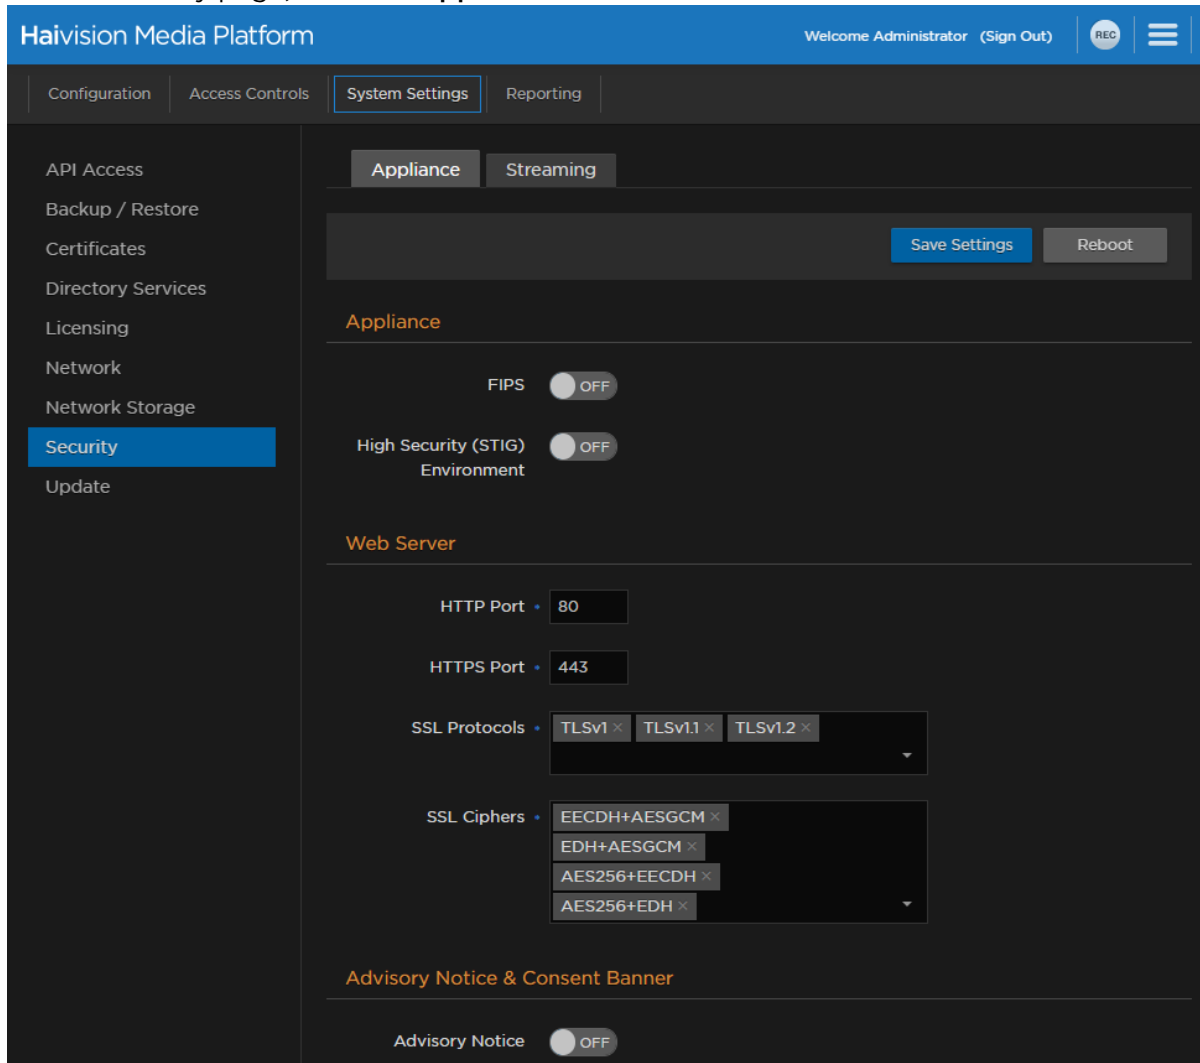 Haivision Media Platform
Welcome Administrator (Sign Out)
REC
Configuration
Access Controls
System Settings
Reporting
API Access
Backup / Restore
Certificates
Directory Services
Licensing
Network
Network Storage
Security
Update
Appliance
Streaming
Save Settings
Reboot
Appliance
FIPS
OFF
High Security (STIG)
Environment
OFF
Web Server
HTTP Port
80
HTTPS Port
443
SSL Protocols
TLSv1 × TLSv1.1 × TLSv1.2 ×
SSL Ciphers
EECDH+AESGCM ×
EDH+AESGCM ×
AES256+EECDH ×
AES256+EDH ×
Advisory Notice & Consent Banner
Advisory Notice
OFF